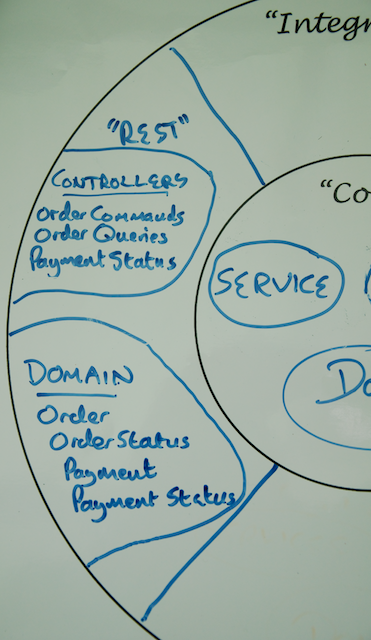 "Integr
"REST"
CONTROLLERS
Order Commands
Order Queries
Payment Status
"Co
SERVICE
Do
DOMAIN
Order
Order Status
Payment
Payment Status